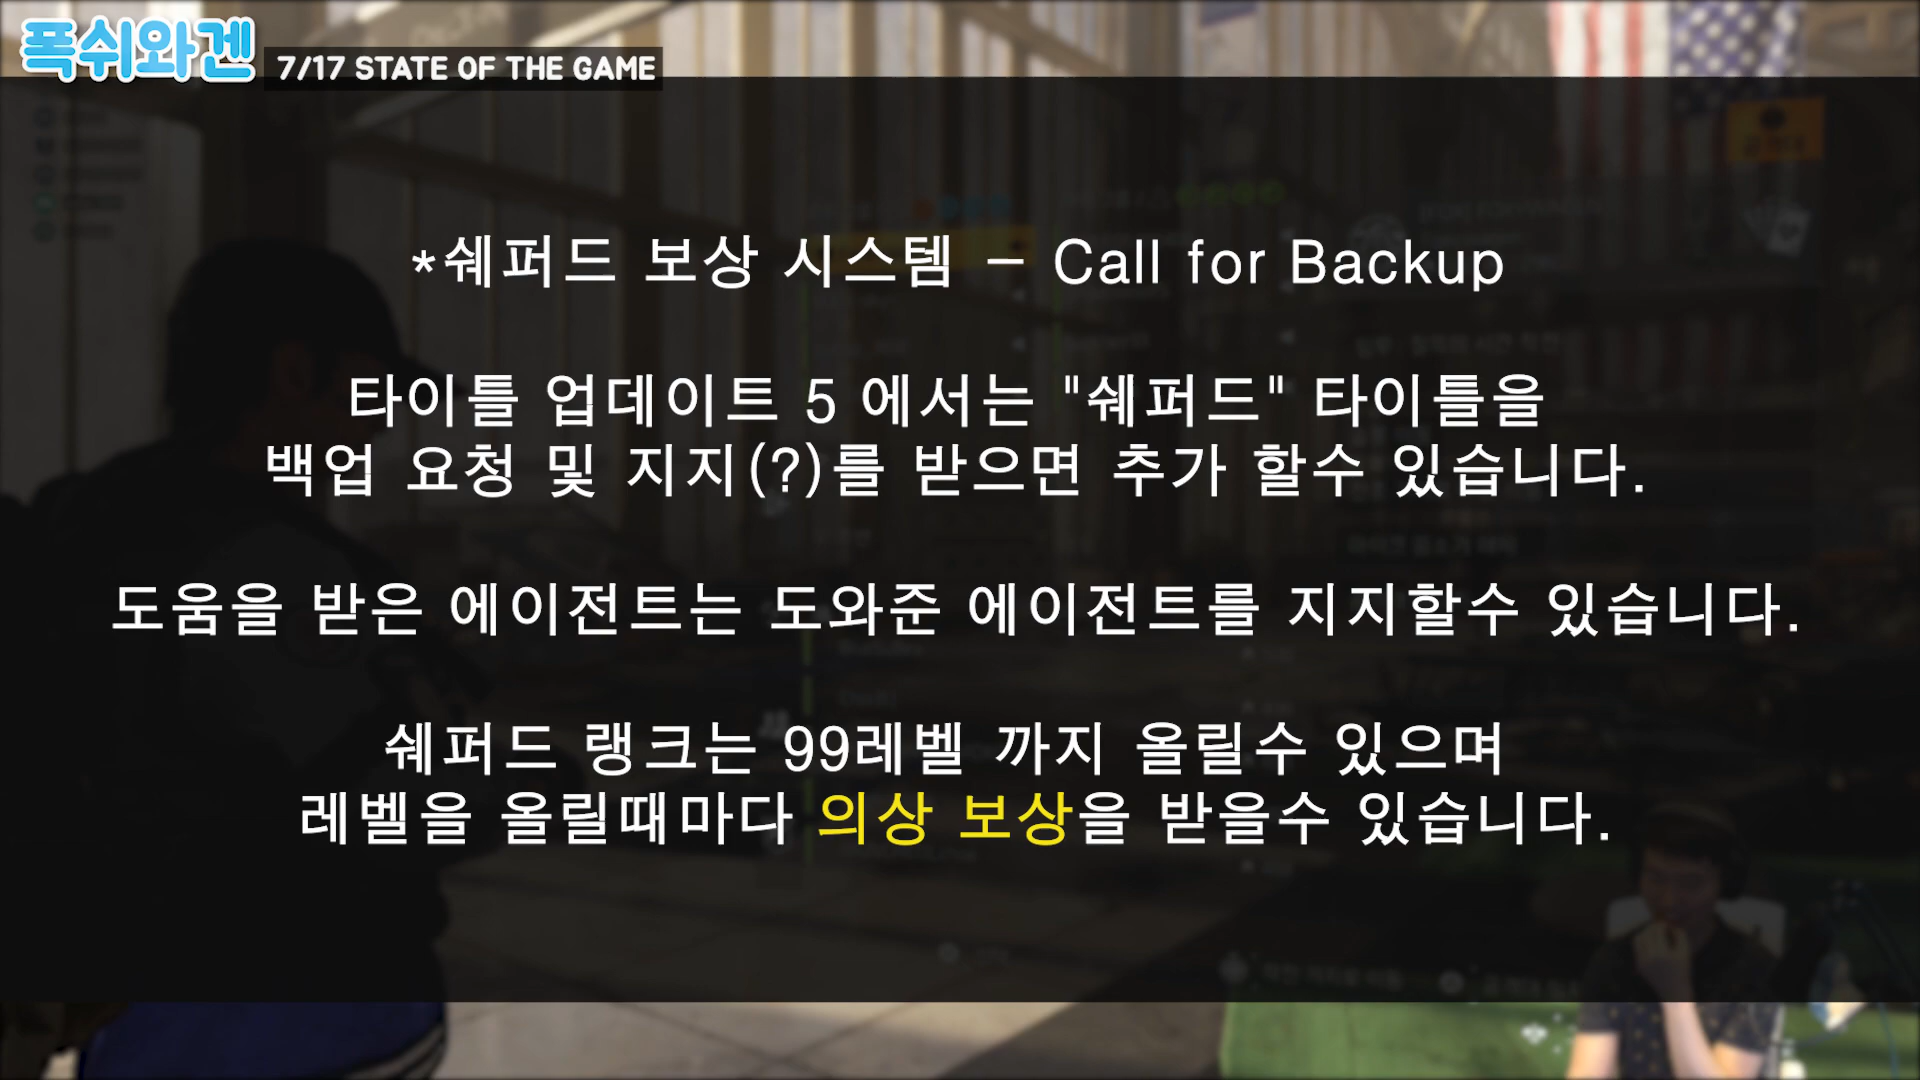 폭쉬와겐
7/17 STATE OF THE GAME
*쉐퍼드 보상 시스템 - Call for Backup
타이틀 업데이트 5 에서는 "쉐퍼드" 타이틀을
백업 요청 및 지지(?)를 받으면 추가 할수 있습니다.
도움을 받은 에이전트는 도와준 에이전트를 지지할수 있습니다.
쉐퍼드 랭크는 99레벨 까지 올릴수 있으며
레벨을 올릴때마다 의상 보상을 받을수 있습니다.